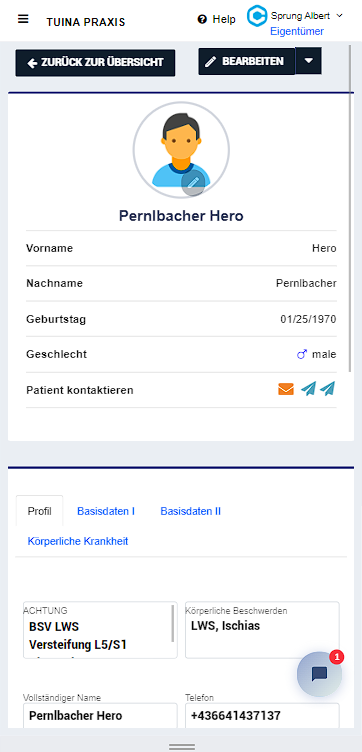 TUINA PRAXIS
Help
Sprung Albert
Eigentümer
ZURÜCK ZUR ÜBERSICHT
BEARBEITEN
Pernlbacher Hero
Vorname Hero
Nachname Pernlbacher
Geburtstag 01/25/1970
Geschlecht male
Patient kontaktieren
Profil Basisdaten I Basisdaten II
Körperliche Krankheit
ACHTUNG
BSV LWS
Versteifung L5/S1
Körperliche Beschwerden
LWS, Ischias
1
Vollständiger Name
Pernlbacher Hero
Telefon
+436641437137